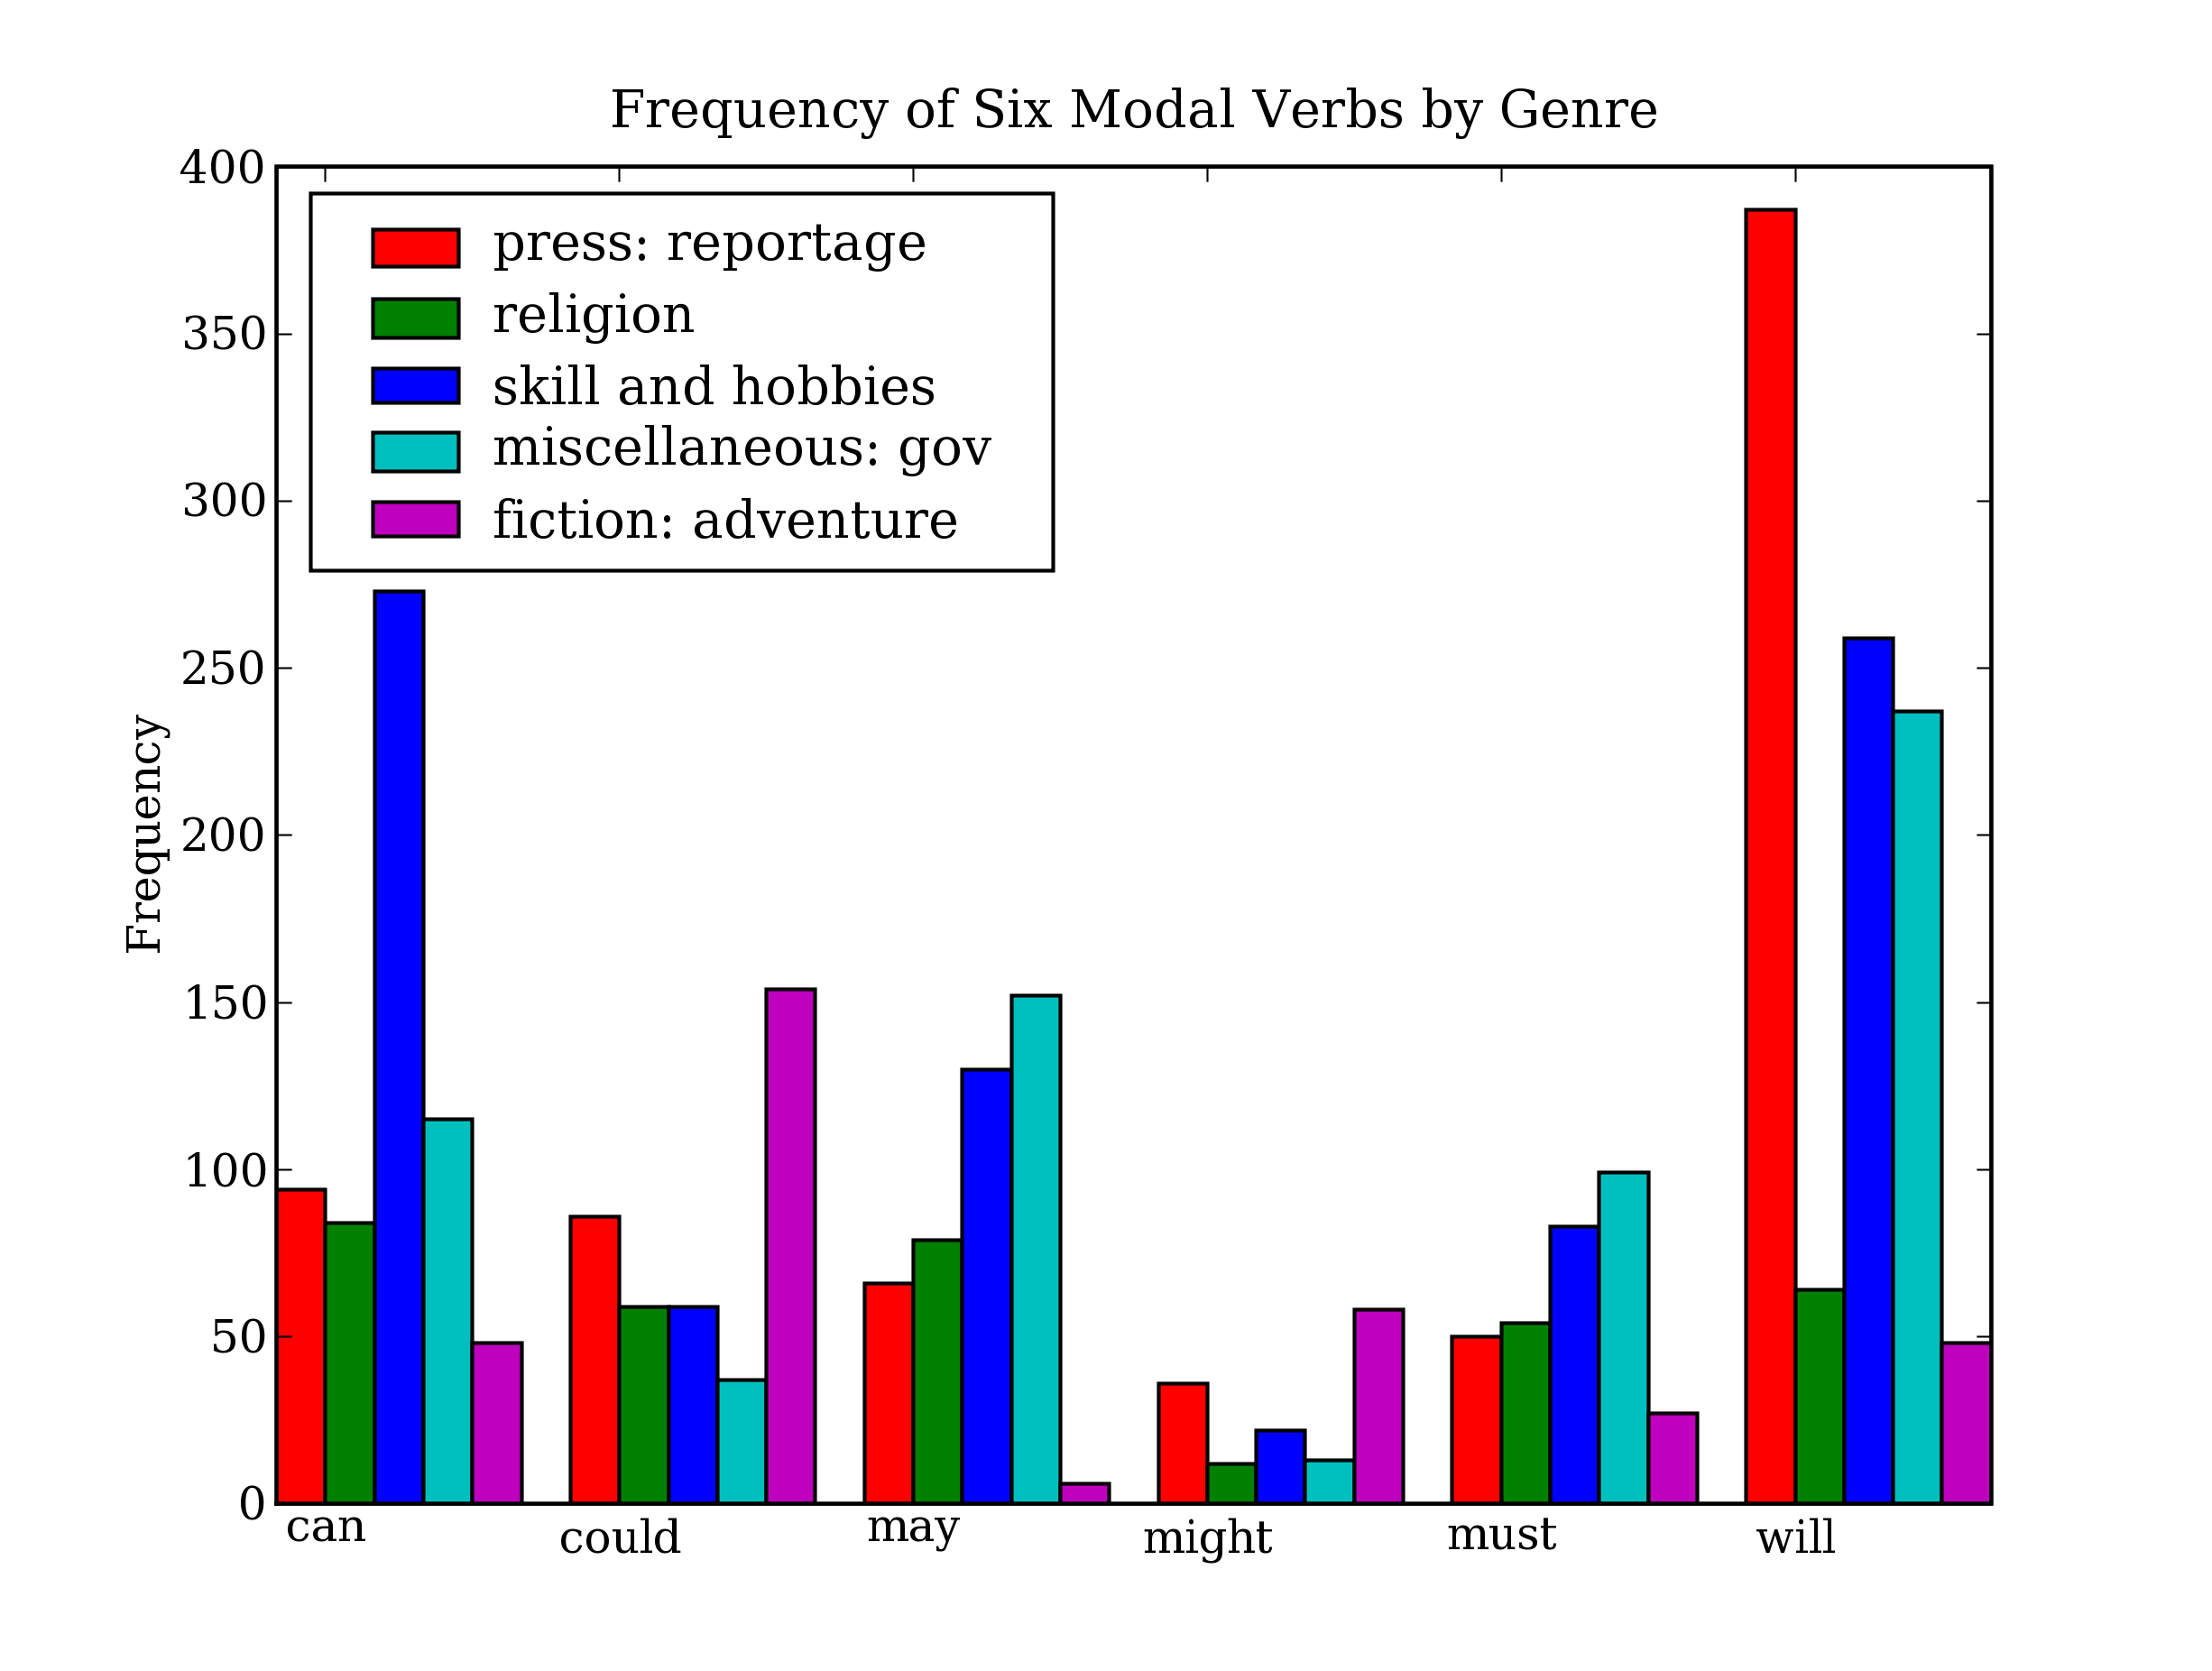 Frequency of Six Modal Verbs by Genre
400
350
300
250
200
150
100
50
0
Frequency
press: reportage
religion
skill and hobbies
miscellaneous: gov
fiction: adventure
can could may might must will